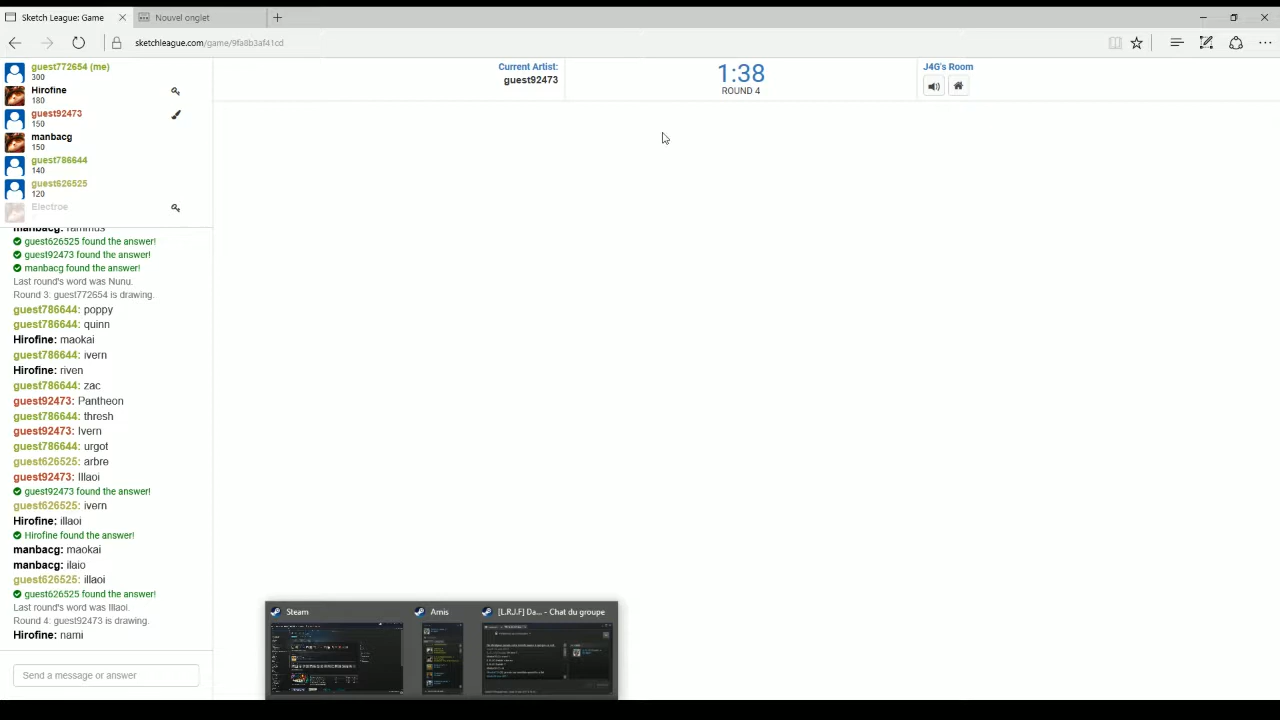 Sketch League: Game
Nouvel onglet
sketchleague.com/game/9fa8b3af41cd
guest772654 (me)
300
Hirofine
180
guest92473
150
manbacg
150
guest786644
140
guest626525
120
Electroe
Current Artist:
guest92473
1:38
ROUND 4
J4G's Room
manbacg: rammus
guest626525 found the answer!
guest92473 found the answer!
manbacg found the answer!
Last round's word was Nunu.
Round 3. guest772654 is drawing.
guest786644: poppy
guest786644: quinn
Hirofine: maokai
guest786644: ivern
Hirofine: riven
guest786644: zac
guest92473: Pantheon
guest786644: thresh
guest92473: Ivern
guest786644: urgot
guest626525: arbre
guest92473: Illaoi
guest92473 found the answer!
guest626525: ivern
Hirofine: illaoi
Hirofine found the answer!
manbacg: maokai
manbacg: ilaio
guest626525: illaoi
guest626525 found the answer!
Last round's word was Illaoi.
Round 4. guest92473 is drawing.
Hirofine: nami
Send a message or answer
Steam
Amis
[L.R.J.F] Da... - Chat du groupe